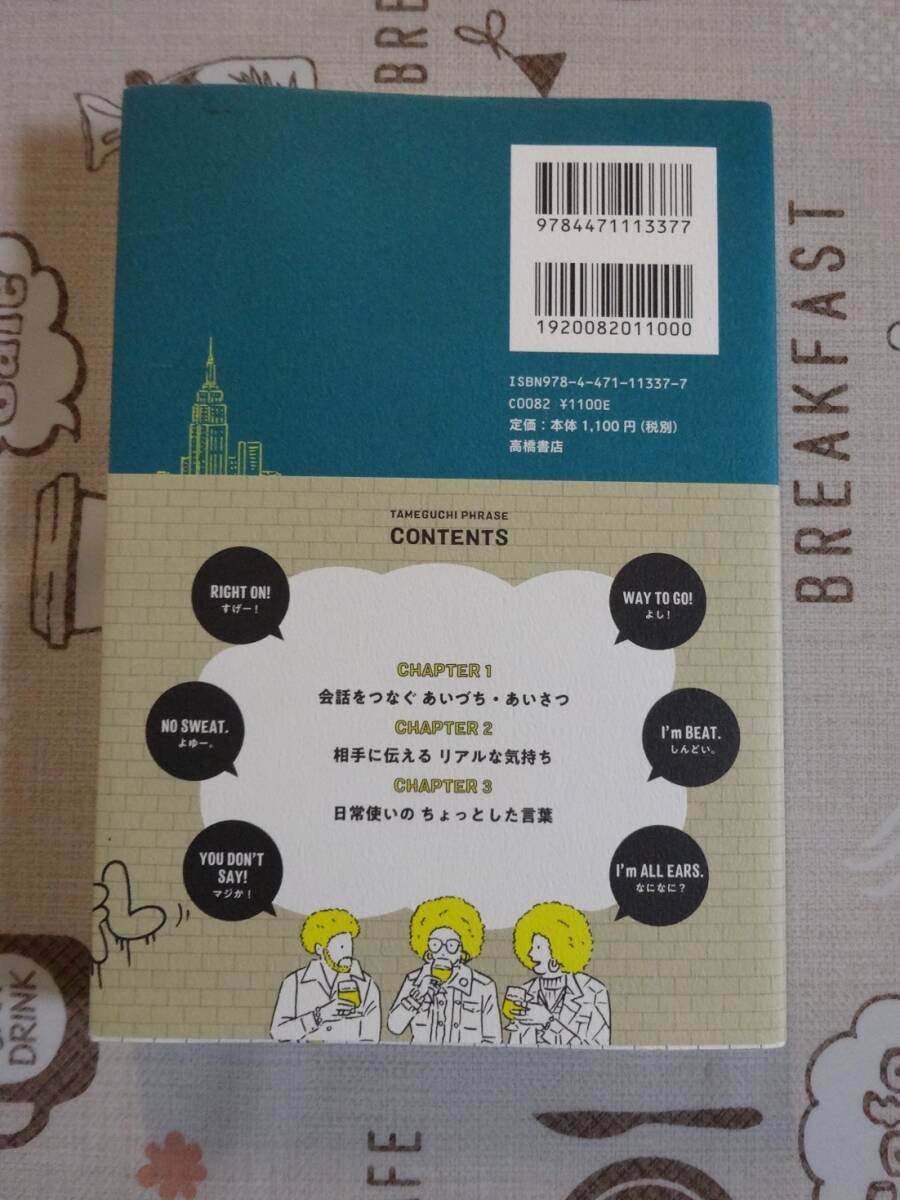 BRE
9784471113377
1920082011000
ISBN978-4-471-11337-7
C0082 ¥1100E
定価：本体1,100円（税別）
高橋書店
BREAKFAST
TAMEGUCHI PHRASE
CONTENTS
RIGHT ON!
すげー！
WAY TO GO!
よし！
CHAPTER 1
会話をつなぐ あいづち・あいさつ
NO SWEAT.
よゆー。
CHAPTER 2
相手に伝える リアルな気持ち
I'm BEAT.
しんどい。
CHAPTER 3
日常使いの ちょっとした言葉
YOU DON'T
SAY!
マジか！
I'm ALL EARS.
なになに？
DRINK
FE